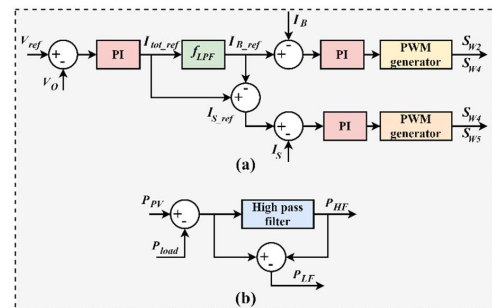 I_B
V_ref
+
-
V_O
PI
I_tot_ref
f_LPF
I_B_ref
-
+
PI
PWM generator
S_W2
S_W4
-
+
I_S_ref
+
-
I_S
PI
PWM generator
S_W4
S_W5
(a)
P_PV
+
-
P_load
High pass
filter
P_HF
+
-
P_LF
(b)